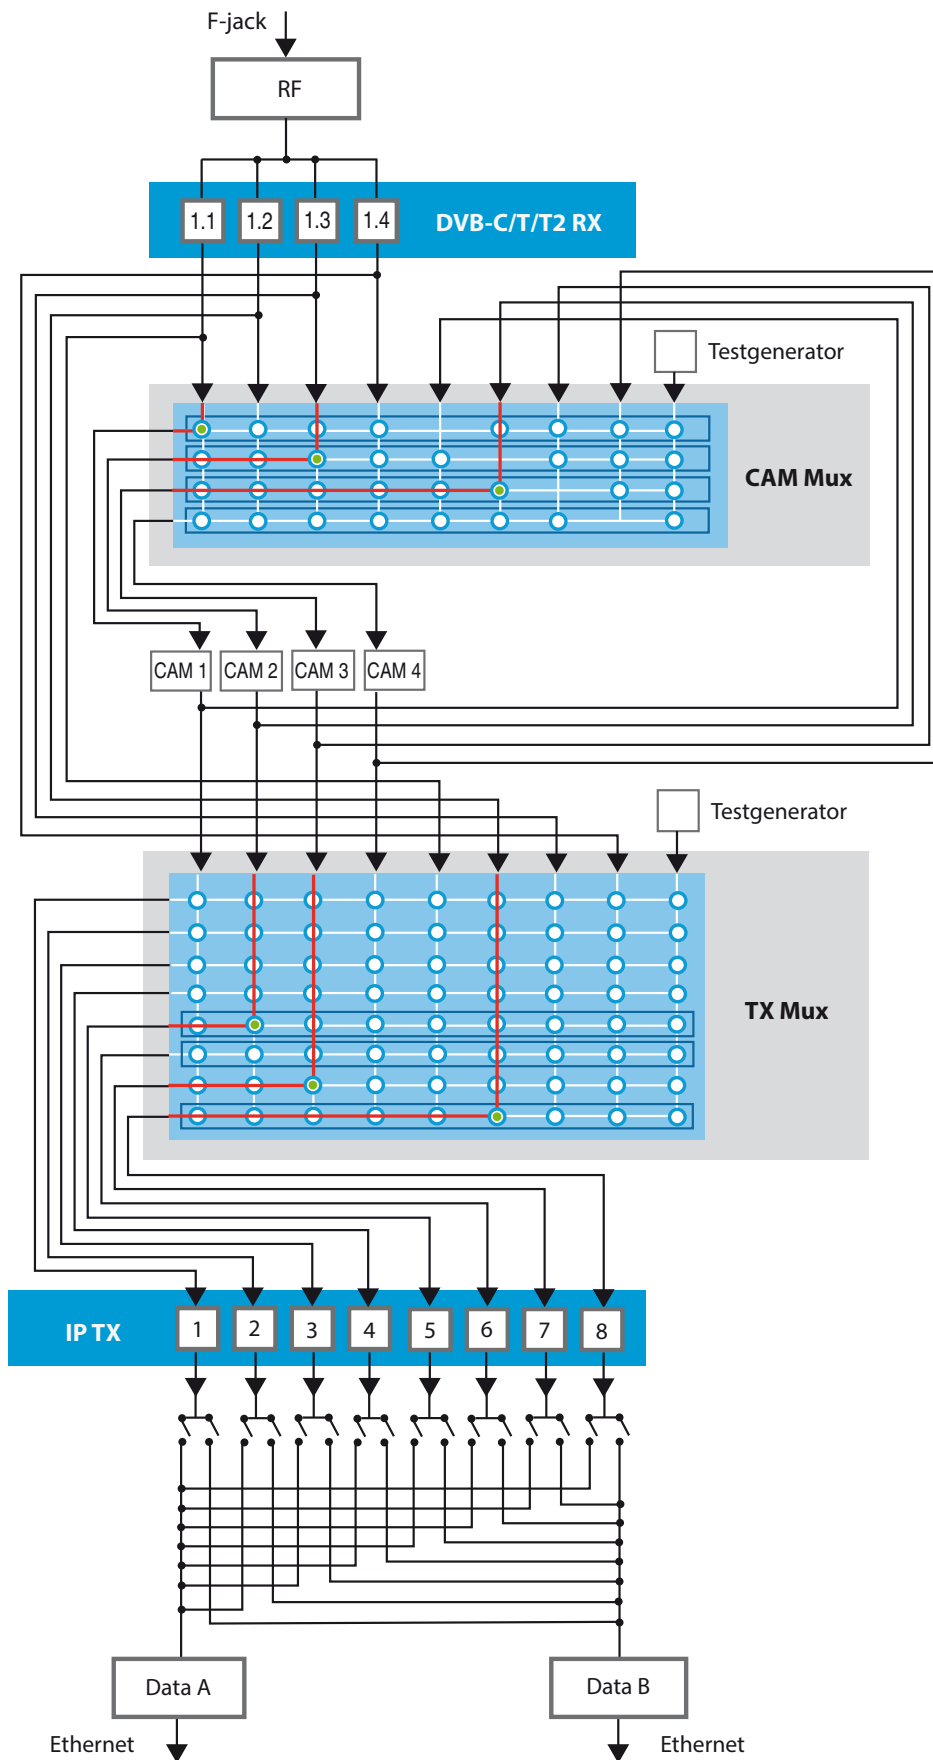 F-jack
RF
1.1 1.2 1.3 1.4 DVB-C/T/T2 RX
Testgenerator
CAM Mux
CAM 1 CAM 2 CAM 3 CAM 4
Testgenerator
TX Mux
IP TX 1 2 3 4 5 6 7 8
Data A Data B
Ethernet Ethernet